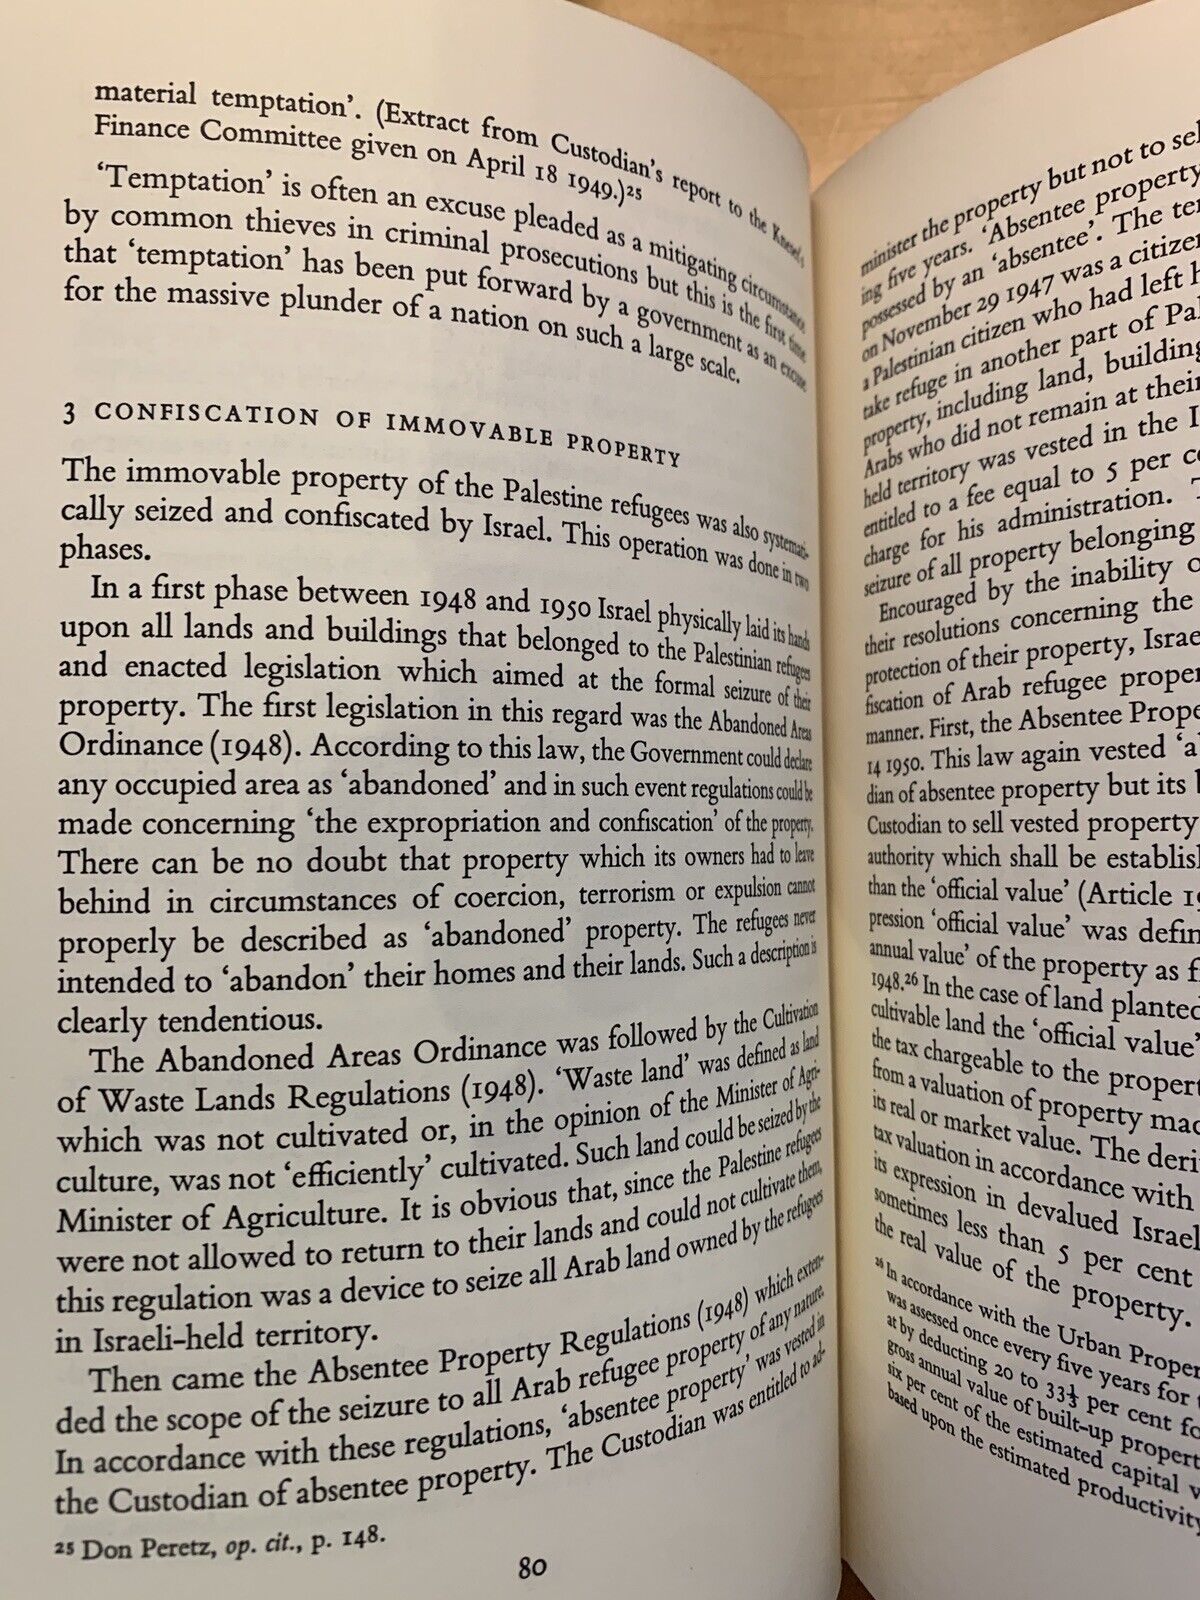 material temptation'. (Extract from Custodian's report to the Knesset's
Finance Committee given on April 18 1949.)25
'Temptation' is often an excuse pleaded as a mitigating circumstance
by common thieves in criminal prosecutions but this is the first time
that 'temptation' has been put forward by a government as an excuse
for the massive plunder of a nation on such a large scale.
3 CONFISCATION OF IMMOVABLE PROPERTY
The immovable property of the Palestine refugees was also systemati-
cally seized and confiscated by Israel. This operation was done in two
phases.
In a first phase between 1948 and 1950 Israel physically laid its hands
upon all lands and buildings that belonged to the Palestinian refugees
and enacted legislation which aimed at the formal seizure of their
property. The first legislation in this regard was the Abandoned Areas
Ordinance (1948). According to this law, the Government could declare
any occupied area as 'abandoned' and in such event regulations could be
made concerning 'the expropriation and confiscation' of the property.
There can be no doubt that property which its owners had to leave
behind in circumstances of coercion, terrorism or expulsion cannot
properly be described as 'abandoned' property. The refugees never
intended to 'abandon' their homes and their lands. Such a description is
clearly tendentious.
The Abandoned Areas Ordinance was followed by the Cultivation
of Waste Lands Regulations (1948). 'Waste land' was defined as land
which was not cultivated or, in the opinion of the Minister of Agri-
culture, was not 'efficiently' cultivated. Such land could be seized by the
Minister of Agriculture. It is obvious that, since the Palestine refugees
were not allowed to return to their lands and could not cultivate them,
this regulation was a device to seize all Arab land owned by the refugees
in Israeli-held territory.
Then came the Absentee Property Regulations (1948) which exten-
ded the scope of the seizure to all Arab refugee property of any nature.
In accordance with these regulations, 'absentee property' was vested in
the Custodian of absentee property. The Custodian was entitled to ad-
25 Don Peretz, op. cit., p. 148.
80
minister the property but not to sel
ing five years. 'Absentee property
possessed by an 'absentee'. The ter
on November 29 1947 was a citizen
a Palestinian citizen who had left h
take refuge in another part of Pal
property, including land, building
Arabs who did not remain at their
held territory was vested in the I
entitled to a fee equal to 5 per ce
charge for his administration. T
seizure of all property belonging
Encouraged by the inability o
their resolutions concerning the
protection of their property, Israe
fiscation of Arab refugee proper
manner. First, the Absentee Prope
14 1950. This law again vested 'a
dian of absentee property but its
Custodian to sell vested property
authority which shall be establis
than the 'official value' (Article 19
pression 'official value' was defin
annual value' of the property as f
1948.26 In the case of land planted
cultivable land the 'official value'
the tax chargeable to the propert
from a valuation of property mad
its real or market value. The deri
tax valuation in accordance with
its expression in devalued Israel
sometimes less than 5 per cent
the real value of the property.
26 In accordance with the Urban Proper
was assessed once every five years for
at by deducting 20 to 33⅓ per cent fo
gross annual value of built-up propert
six per cent of the estimated capital v
based upon the estimated productivity